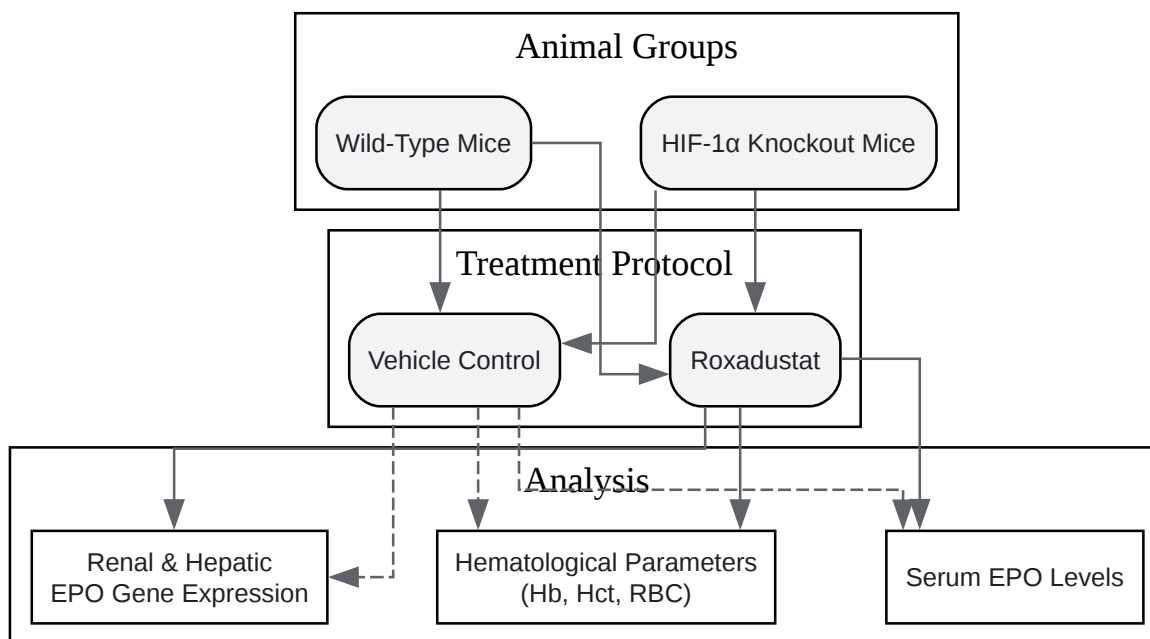 Animal Groups
Wild-Type Mice
HIF-1α Knockout Mice
Treatment Protocol
Vehicle Control
Roxadustat
Analysis
Renal & Hepatic
EPO Gene Expression
Hematological Parameters
(Hb, Hct, RBC)
Serum EPO Levels